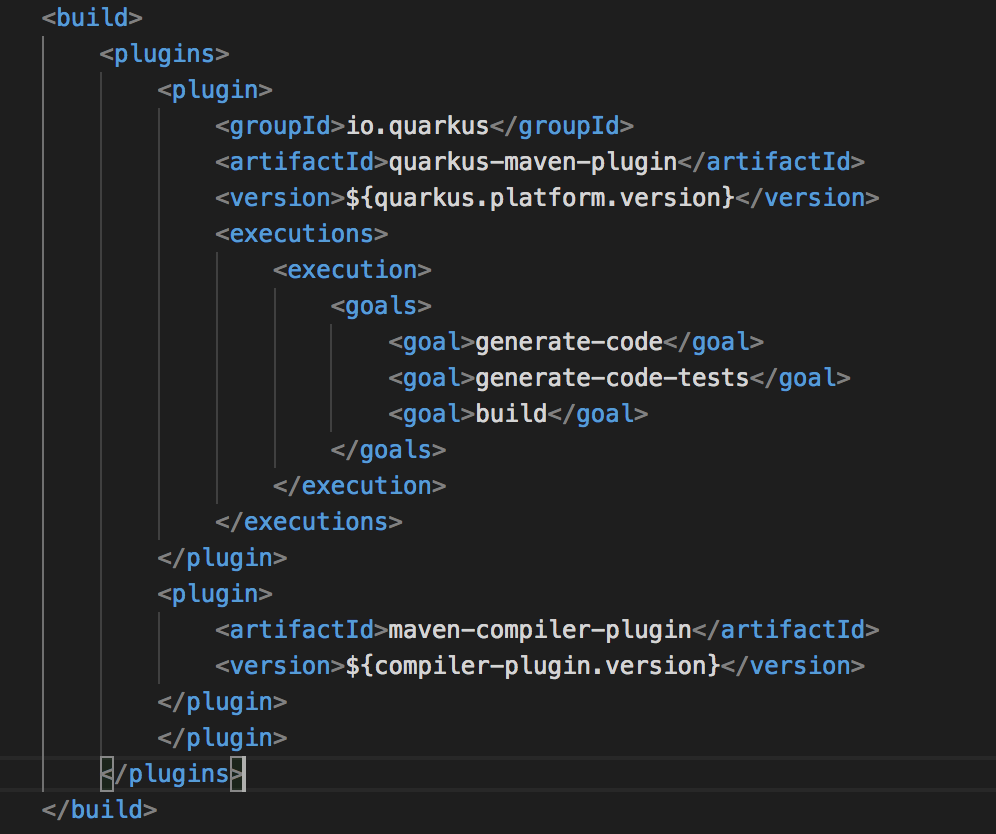 <build>
<plugins>
<plugin>
<groupId>io.quarkus</groupId>
<artifactId>quarkus-maven-plugin</artifactId>
<version>${quarkus.platform.version}</version>
<executions>
<execution>
<goals>
<goal>generate-code</goal>
<goal>generate-code-tests</goal>
<goal>build</goal>
</goals>
</execution>
</executions>
</plugin>
<plugin>
<artifactId>maven-compiler-plugin</artifactId>
<version>${compiler-plugin.version}</version>
</plugin>
</plugin>
</plugins>
</build>